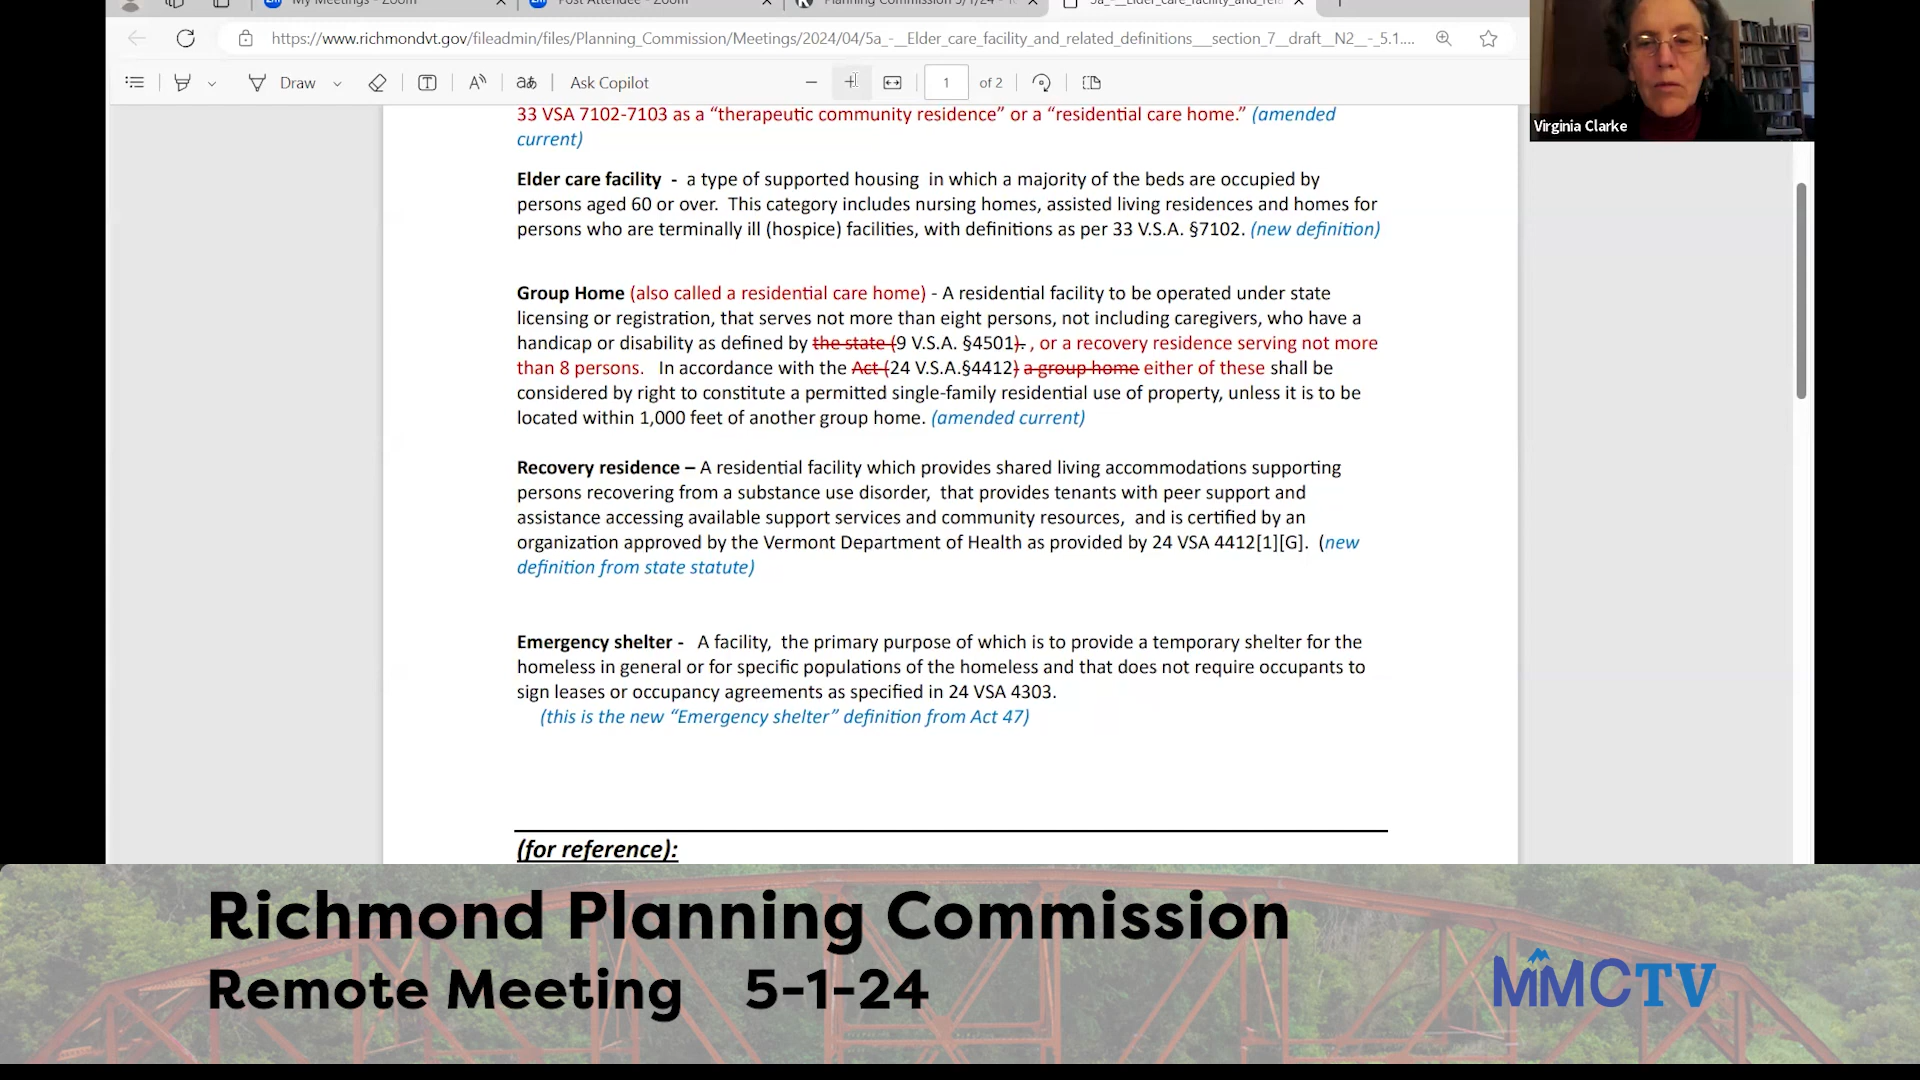 My Meetings - Zoom
Post Attendee - Zoom
Planning Commission 5/1/24 -
5a_-__Elder_care_facility_and_rela
https://www.richmondvt.gov/fileadmin/files/Planning_Commission/Meetings/2024/04/5a_-__Elder_care_facility_and_related_definitions___section_7__draft__N2__-_5.1....
Draw
Ask Copilot
1
of 2
33 VSA 7102-7103 as a “therapeutic community residence” or a “residential care home.” (amended
current)
Virginia Clarke
Elder care facility - a type of supported housing in which a majority of the beds are occupied by
persons aged 60 or over. This category includes nursing homes, assisted living residences and homes for
persons who are terminally ill (hospice) facilities, with definitions as per 33 V.S.A. §7102. (new definition)
Group Home (also called a residential care home) - A residential facility to be operated under state
licensing or registration, that serves not more than eight persons, not including caregivers, who have a
handicap or disability as defined by the state (9 V.S.A. §4501). , or a recovery residence serving not more
than 8 persons. In accordance with the Act (24 V.S.A.§4412) a group home either of these shall be
considered by right to constitute a permitted single-family residential use of property, unless it is to be
located within 1,000 feet of another group home. (amended current)
Recovery residence – A residential facility which provides shared living accommodations supporting
persons recovering from a substance use disorder, that provides tenants with peer support and
assistance accessing available support services and community resources, and is certified by an
organization approved by the Vermont Department of Health as provided by 24 VSA 4412[1][G]. (new
definition from state statute)
Emergency shelter - A facility, the primary purpose of which is to provide a temporary shelter for the
homeless in general or for specific populations of the homeless and that does not require occupants to
sign leases or occupancy agreements as specified in 24 VSA 4303.
(this is the new “Emergency shelter” definition from Act 47)
(for reference):
Richmond Planning Commission
Remote Meeting 5-1-24
MMCTV